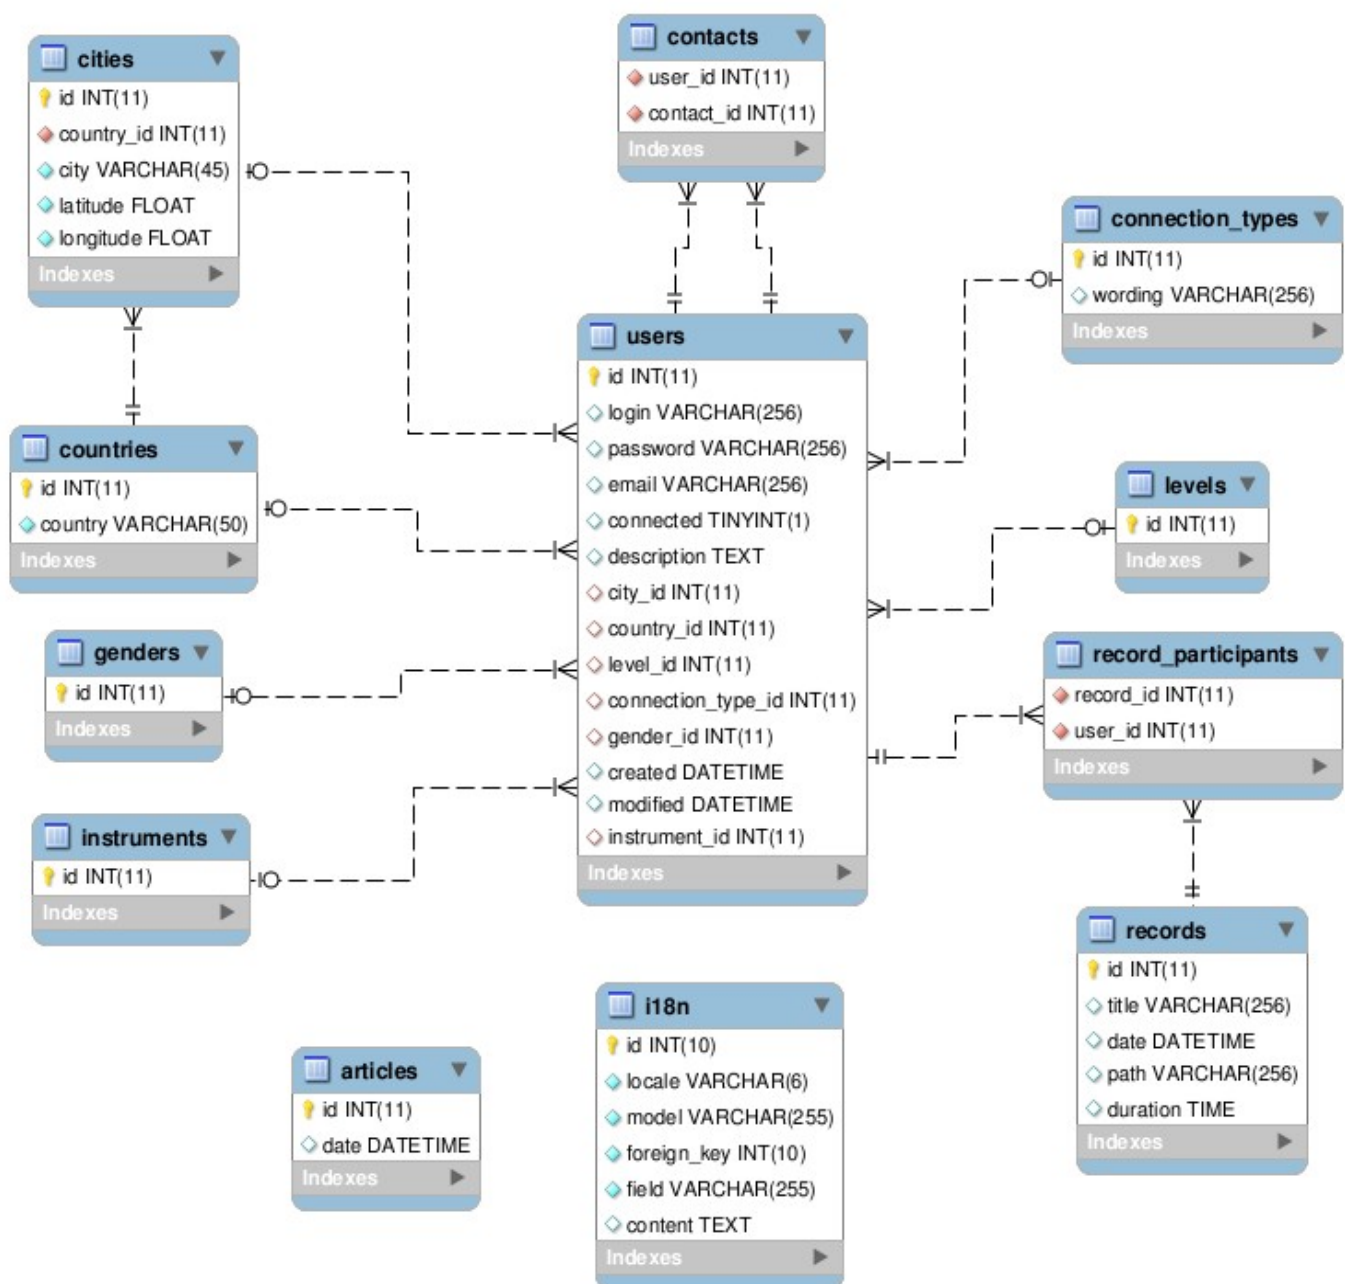 cities
id INT(11)
country_id INT(11)
city VARCHAR(45)
latitude FLOAT
longitude FLOAT
Indexes
contacts
user_id INT(11)
contact_id INT(11)
Indexes
connection_types
id INT(11)
wording VARCHAR(256)
Indexes
countries
id INT(11)
country VARCHAR(50)
Indexes
users
id INT(11)
login VARCHAR(256)
password VARCHAR(256)
email VARCHAR(256)
connected TINYINT(1)
description TEXT
city_id INT(11)
country_id INT(11)
level_id INT(11)
connection_type_id INT(11)
gender_id INT(11)
created DATETIME
modified DATETIME
instrument_id INT(11)
Indexes
levels
id INT(11)
Indexes
genders
id INT(11)
Indexes
record_participants
record_id INT(11)
user_id INT(11)
Indexes
instruments
id INT(11)
Indexes
records
id INT(11)
title VARCHAR(256)
date DATETIME
path VARCHAR(256)
duration TIME
Indexes
articles
id INT(11)
date DATETIME
Indexes
i18n
id INT(10)
locale VARCHAR(6)
model VARCHAR(255)
foreign_key INT(10)
field VARCHAR(255)
content TEXT
Indexes